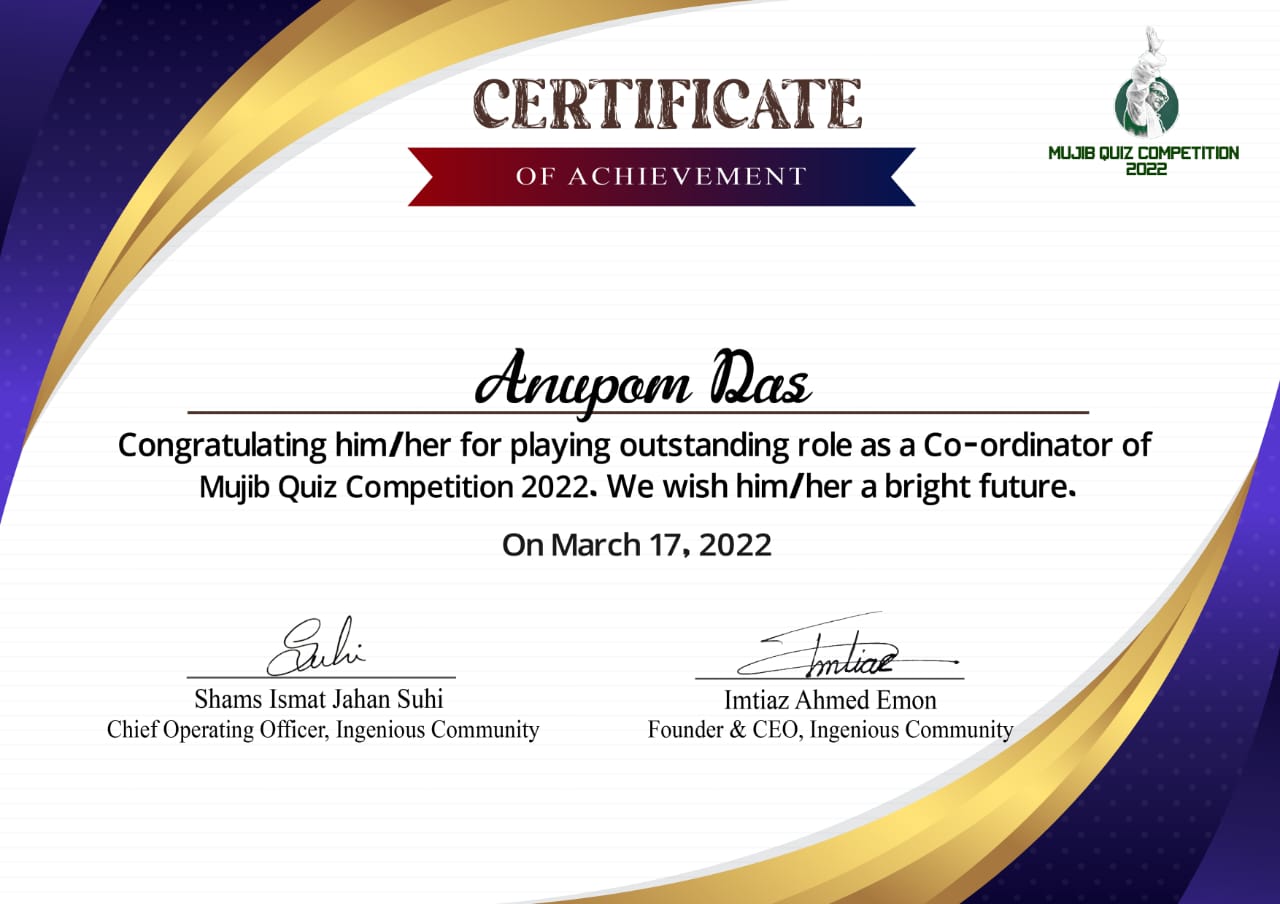 CERTIFICATE
OF ACHIEVEMENT
MUJIB QUIZ COMPETITION
2022
Anupom Das
Congratulating him/her for playing outstanding role as a Co-ordinator of
Mujib Quiz Competition 2022. We wish him/her a bright future.
On March 17, 2022
Suhi
Imtiaz
Shams Ismat Jahan Suhi
Imtiaz Ahmed Emon
Chief Operating Officer, Ingenious Community
Founder & CEO, Ingenious Community